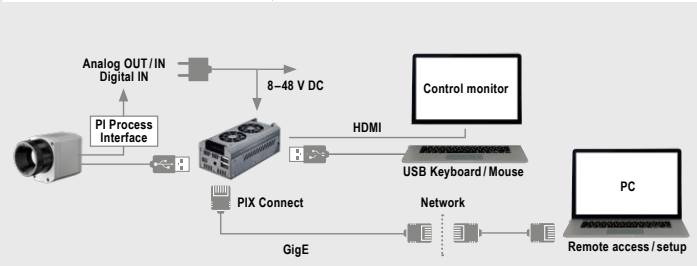 Analog OUT / IN
Digital IN
8–48 V DC
Control monitor
PI Process
Interface
HDMI
USB Keyboard / Mouse
PIX Connect
Network
PC
GigE
Remote access / setup